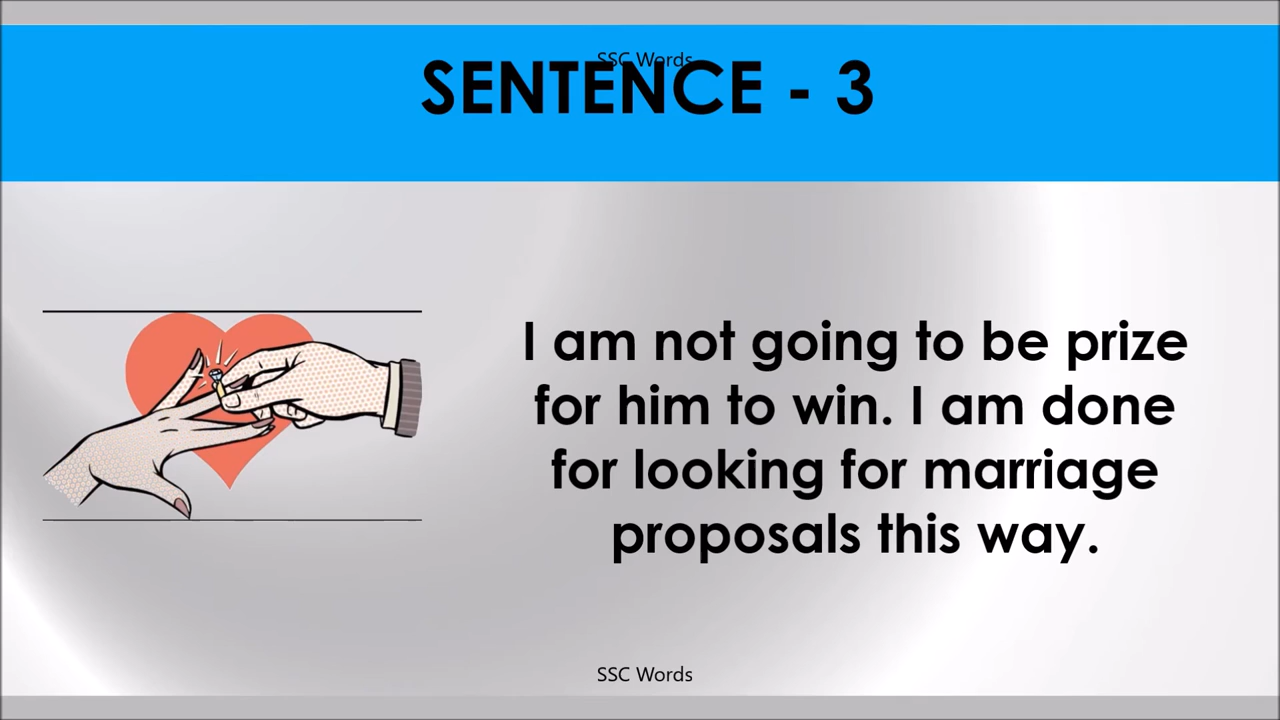 SSC Words
SENTENCE - 3
I am not going to be prize
for him to win. I am done
for looking for marriage
proposals this way.
SSC Words